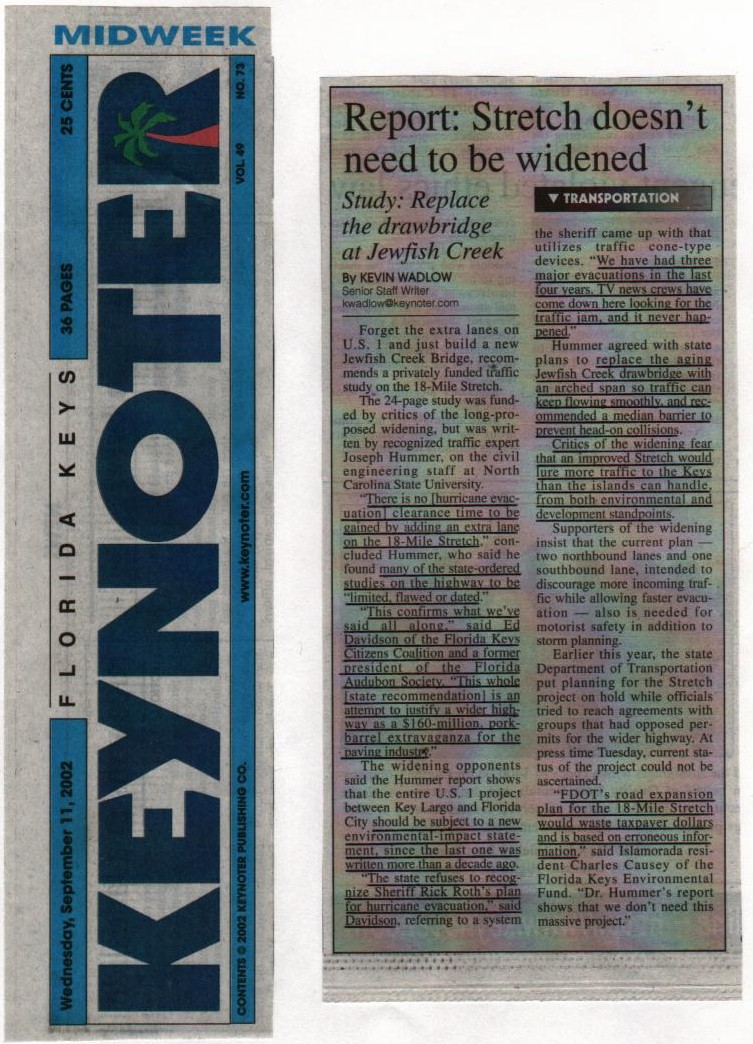 MIDWEEK
FLORIDA KEYS
KEYNOTER
Wednesday, September 11, 2002
36 PAGES
25 CENTS
CONTENTS © 2002 KEYNOTER PUBLISHING CO.
www.keynoter.com
VOL. 49
NO. 73
Report: Stretch doesn't
need to be widened
Study: Replace
the drawbridge
at Jewfish Creek
By KEVIN WADLOW
Senior Staff Writer
kwadlow@keynoter.com
Forget the extra lanes on
U.S. 1 and just build a new
Jewfish Creek Bridge, recom-
mends a privately funded traffic
study on the 18-Mile Stretch.
The 24-page study was fund-
ed by critics of the long-pro-
posed widening, but was writ-
ten by recognized traffic expert
Joseph Hummer, on the civil
engineering staff at North
Carolina State University.
"There is no [hurricane evac-
uation] clearance time to be
gained by adding an extra lane
on the 18-Mile Stretch," con-
cluded Hummer, who said he
found many of the state-ordered
studies on the highway to be
"limited, flawed or dated."
"This confirms what we've
said all along," said Ed
Davidson of the Florida Keys
Citizens Coalition and a former
president of the Florida
Audubon Society. "This whole
[state recommendation] is an
attempt to justify a wider high-
way as a $160-million, pork-
barrel extravaganza for the
paving industry."
The widening opponents
said the Hummer report shows
that the entire U.S. 1 project
between Key Largo and Florida
City should be subject to a new
environmental-impact state-
ment, since the last one was
written more than a decade ago.
"The state refuses to recog-
nize Sheriff Rick Roth's plan
for hurricane evacuation," said
Davidson, referring to a system
▼ TRANSPORTATION
the sheriff came up with that
utilizes traffic cone-type
devices. "We have had three
major evacuations in the last
four years. TV news crews have
come down here looking for the
traffic jam, and it never hap-
pened."
Hummer agreed with state
plans to replace the aging
Jewfish Creek drawbridge with
an arched span so traffic can
keep flowing smoothly, and rec-
ommended a median barrier to
prevent head-on collisions.
Critics of the widening fear
that an improved Stretch would
lure more traffic to the Keys
than the islands can handle,
from both environmental and
development standpoints.
Supporters of the widening
insist that the current plan —
two northbound lanes and one
southbound lane, intended to
discourage more incoming traf-
fic while allowing faster evacu-
ation — also is needed for
motorist safety in addition to
storm planning.
Earlier this year, the state
Department of Transportation
put planning for the Stretch
project on hold while officials
tried to reach agreements with
groups that had opposed per-
mits for the wider highway. At
press time Tuesday, current sta-
tus of the project could not be
ascertained.
"FDOT's road expansion
plan for the 18-Mile Stretch
would waste taxpayer dollars
and is based on erroneous infor-
mation," said Islamorada resi-
dent Charles Causey of the
Florida Keys Environmental
Fund. "Dr. Hummer's report
shows that we don't need this
massive project."